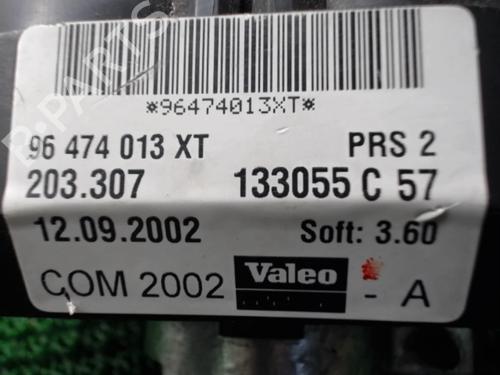 *96474013XT*
96 474 013 XT PRS 2
203.307 133055 C 57
12.09.2002 Soft: 3.60
COM 2002 Valeo - A
B-PARTS